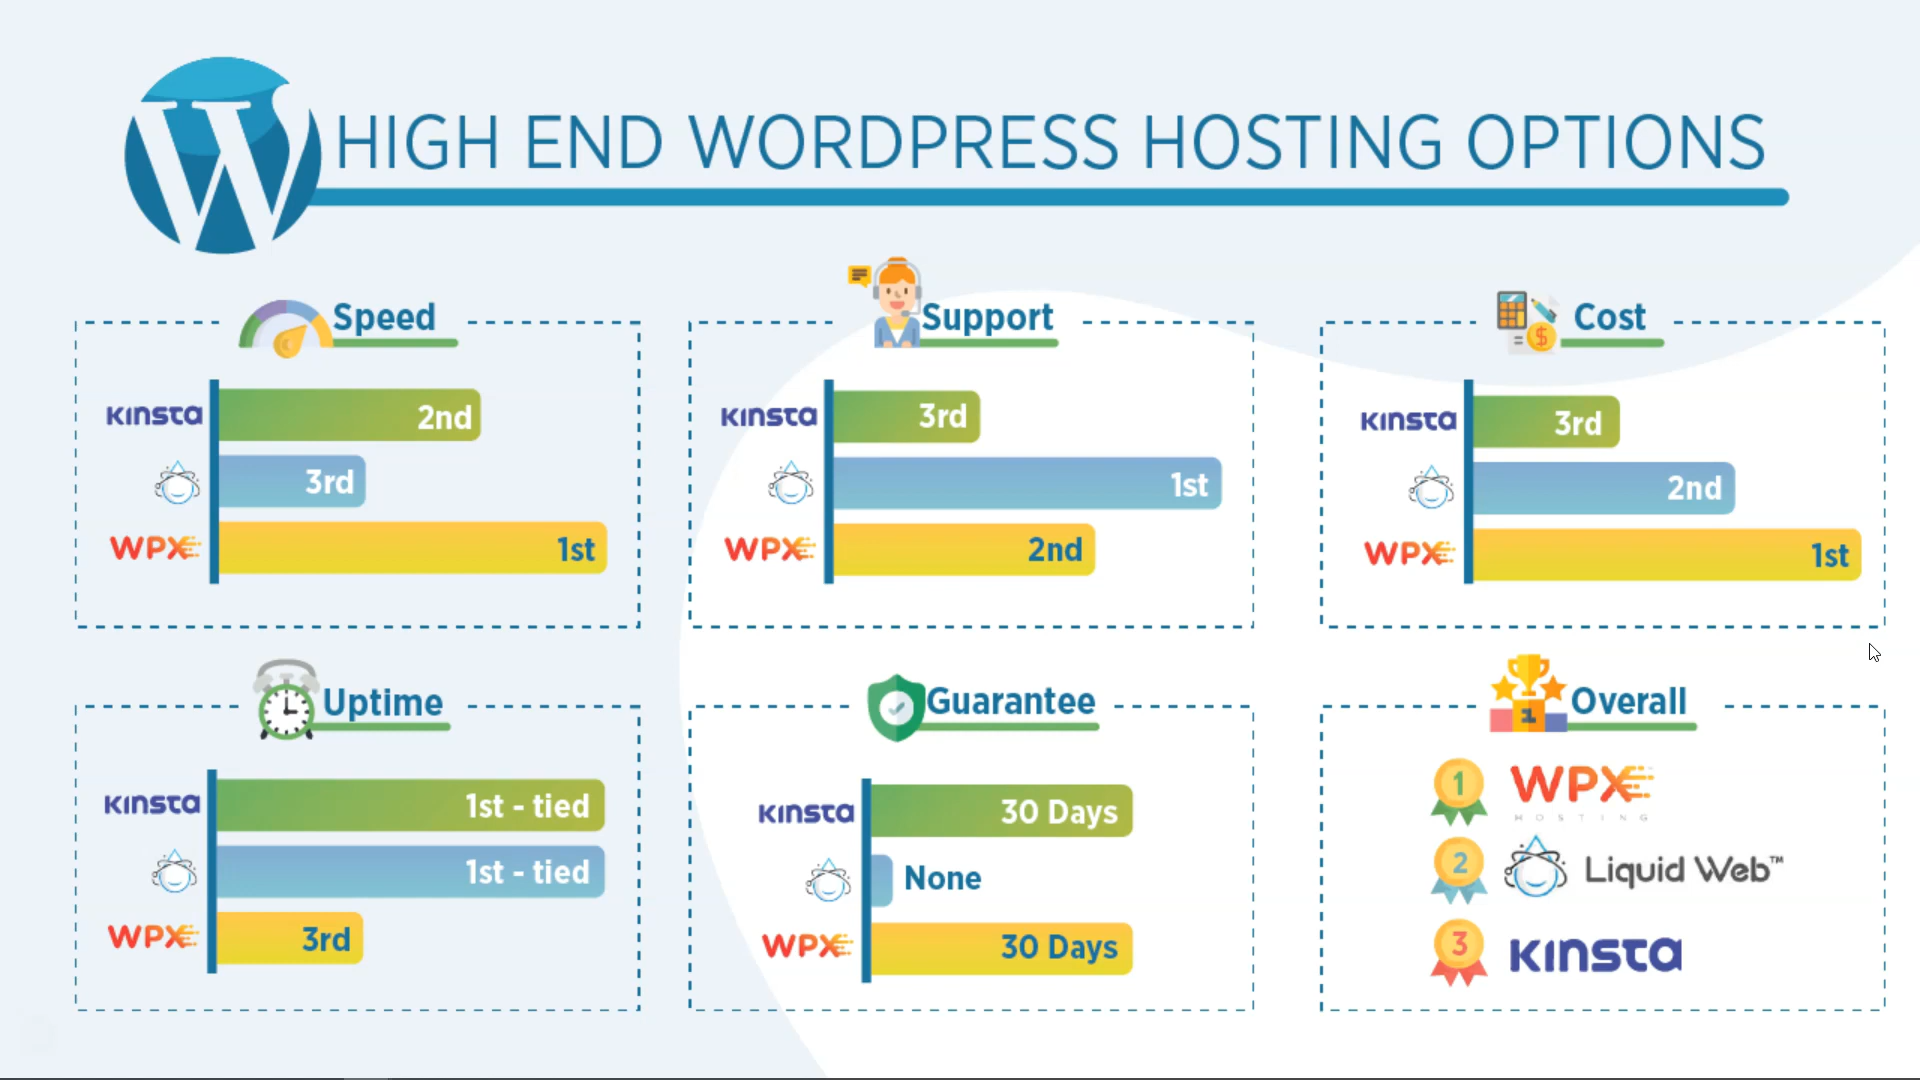 HIGH END WORDPRESS HOSTING OPTIONS
Speed
KINSTA
2nd
3rd
WPX
1st
Support
KINSTA
3rd
1st
WPX
2nd
Cost
KINSTA
3rd
2nd
WPX
1st
Uptime
KINSTA
1st - tied
1st - tied
WPX
3rd
Guarantee
KINSTA
30 Days
None
WPX
30 Days
Overall
1
1
WPX
HOSTING
2
Liquid Web™
3
KINSTA